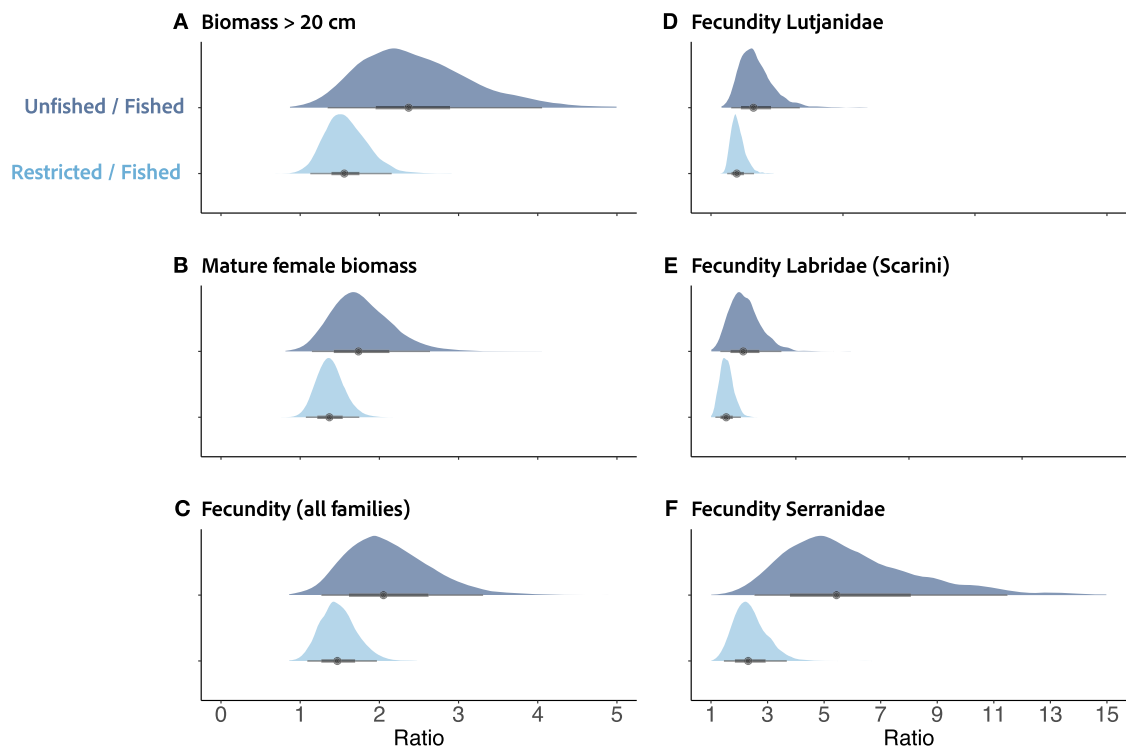 A Biomass > 20 cm
Unfished / Fished
Restricted / Fished
B Mature female biomass
C Fecundity (all families)
0 1 2 3 4 5
Ratio
D Fecundity Lutjanidae
E Fecundity Labridae (Scarini)
F Fecundity Serranidae
1 3 5 7 9 11 13 15
Ratio